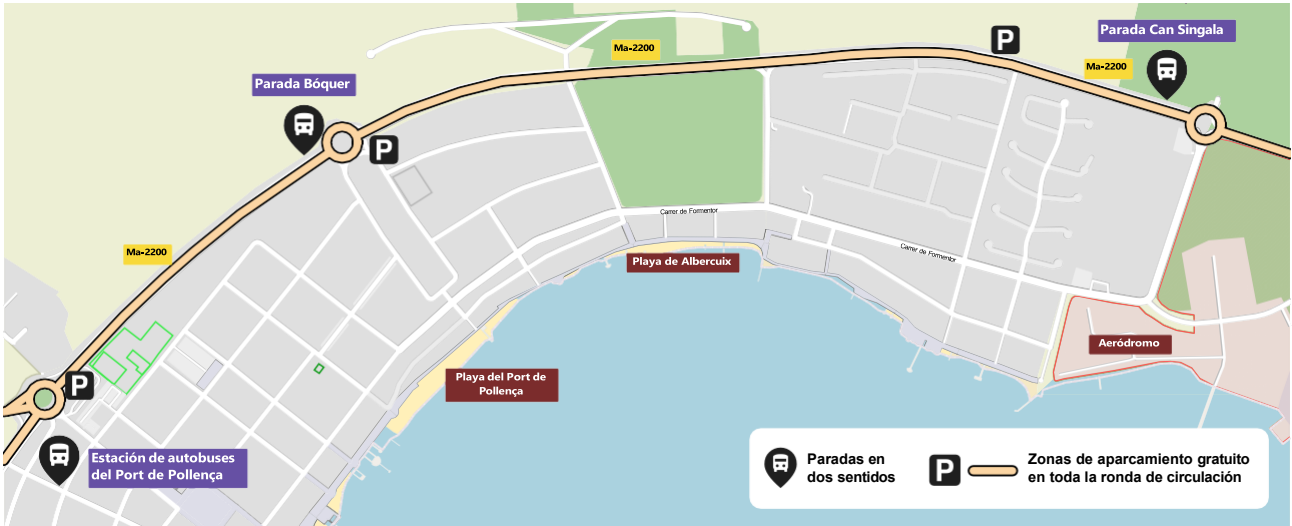 Ma-2200
P
Parada Can Singala
Ma-2200
Parada Bóquer
P
Carrer de Formentor
Carrer de Formentor
Ma-2200
Playa de Albercuix
Aeródromo
P
Playa del Port de
Pollença
Estación de autobuses
del Port de Pollença
Paradas en
dos sentidos
P
Zonas de aparcamiento gratuito
en toda la ronda de circulación